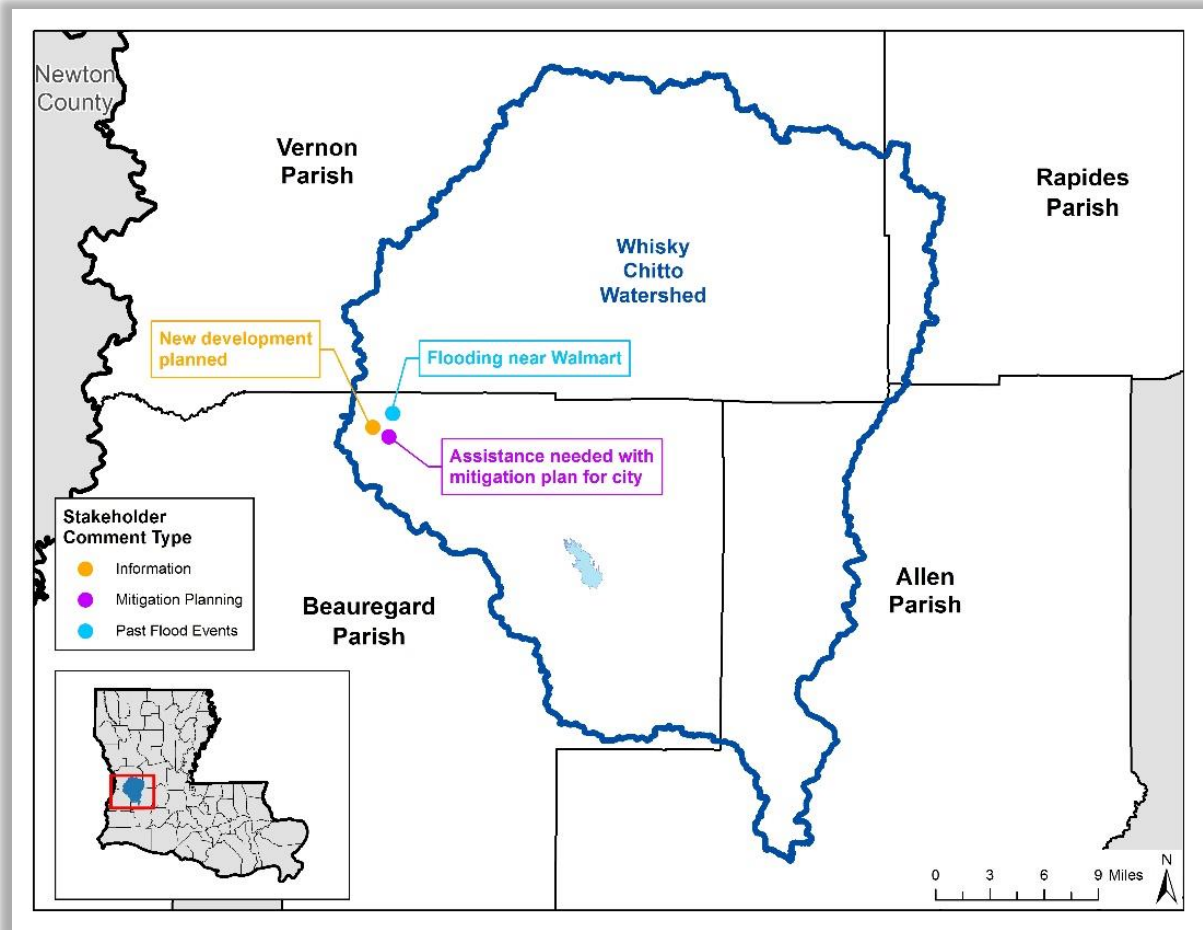 Newton
County
Vernon
Parish
Rapides
Parish
Whisky
Chitto
Watershed
New development
planned
Flooding near Walmart
Assistance needed with
mitigation plan for city
Stakeholder
Comment Type
Information
Mitigation Planning
Past Flood Events
Beauregard
Parish
Allen
Parish
0 3 6 9 Miles
N